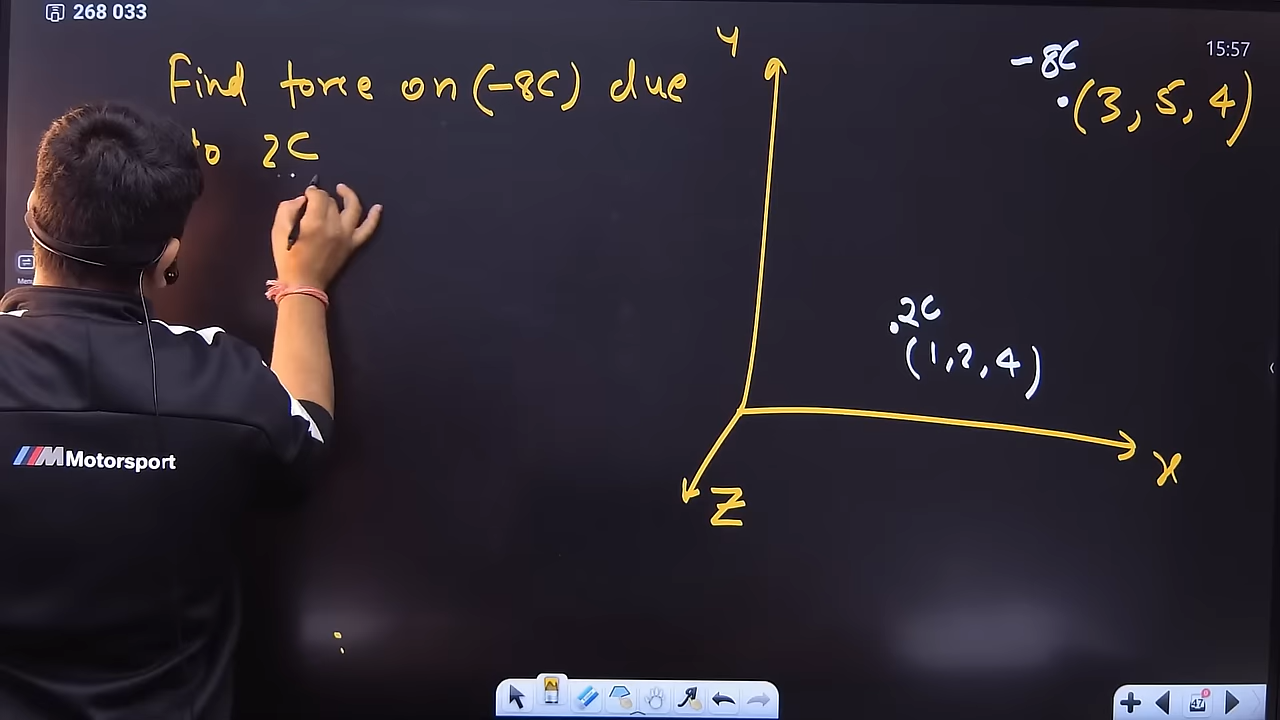 268 033
15:57
Find force on (-8C) due
to 2C
Y
-8C
.(3, 5, 4)
.2C
(1, 2, 4)
X
Z
M Motorsport
47